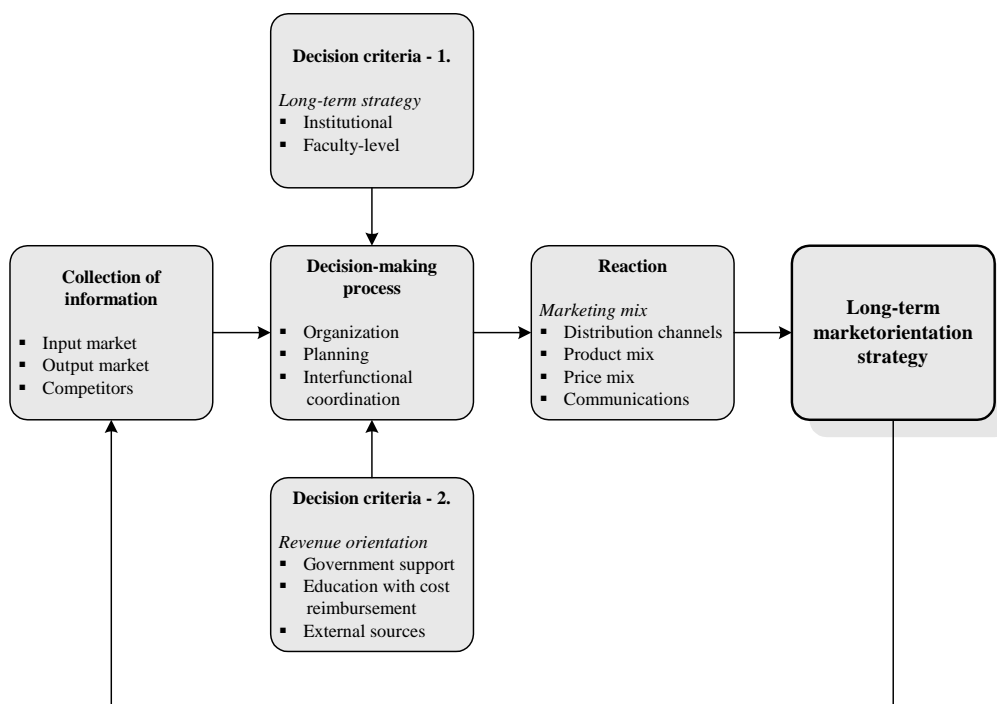 Decision criteria - 1.
Long-term strategy
▪ Institutional
▪ Faculty-level
Collection of
information
▪ Input market
▪ Output market
▪ Competitors
Decision-making
process
▪ Organization
▪ Planning
▪ Interfunctional
coordination
Reaction
Marketing mix
▪ Distribution channels
▪ Product mix
▪ Price mix
▪ Communications
Long-term
marketorientation
strategy
Decision criteria - 2.
Revenue orientation
▪ Government support
▪ Education with cost
reimbursement
▪ External sources